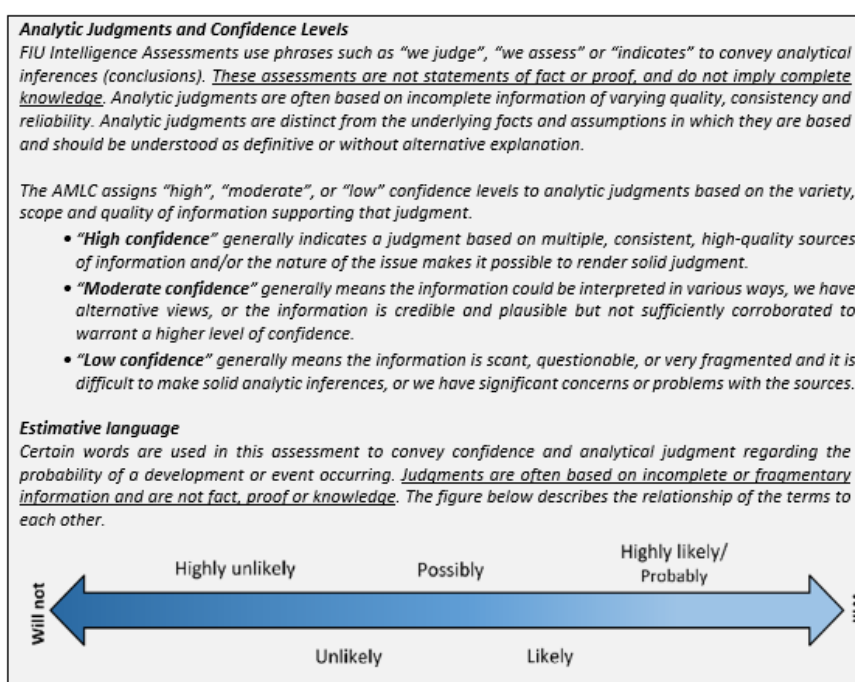 Analytic Judgments and Confidence Levels
FIU Intelligence Assessments use phrases such as “we judge”, “we assess” or “indicates” to convey analytical
inferences (conclusions). These assessments are not statements of fact or proof, and do not imply complete
knowledge. Analytic judgments are often based on incomplete information of varying quality, consistency and
reliability. Analytic judgments are distinct from the underlying facts and assumptions in which they are based
and should be understood as definitive or without alternative explanation.
The AMLC assigns “high”, “moderate”, or “low” confidence levels to analytic judgments based on the variety,
scope and quality of information supporting that judgment.
• “High confidence” generally indicates a judgment based on multiple, consistent, high-quality sources
of information and/or the nature of the issue makes it possible to render solid judgment.
• “Moderate confidence” generally means the information could be interpreted in various ways, we have
alternative views, or the information is credible and plausible but not sufficiently corroborated to
warrant a higher level of confidence.
• “Low confidence” generally means the information is scant, questionable, or very fragmented and it is
difficult to make solid analytic inferences, or we have significant concerns or problems with the sources.
Estimative language
Certain words are used in this assessment to convey confidence and analytical judgment regarding the
probability of a development or event occurring. Judgments are often based on incomplete or fragmentary
information and are not fact, proof or knowledge. The figure below describes the relationship of the terms to
each other.
Will not
Highly unlikely
Possibly
Highly likely/
Probably
Unlikely
Likely